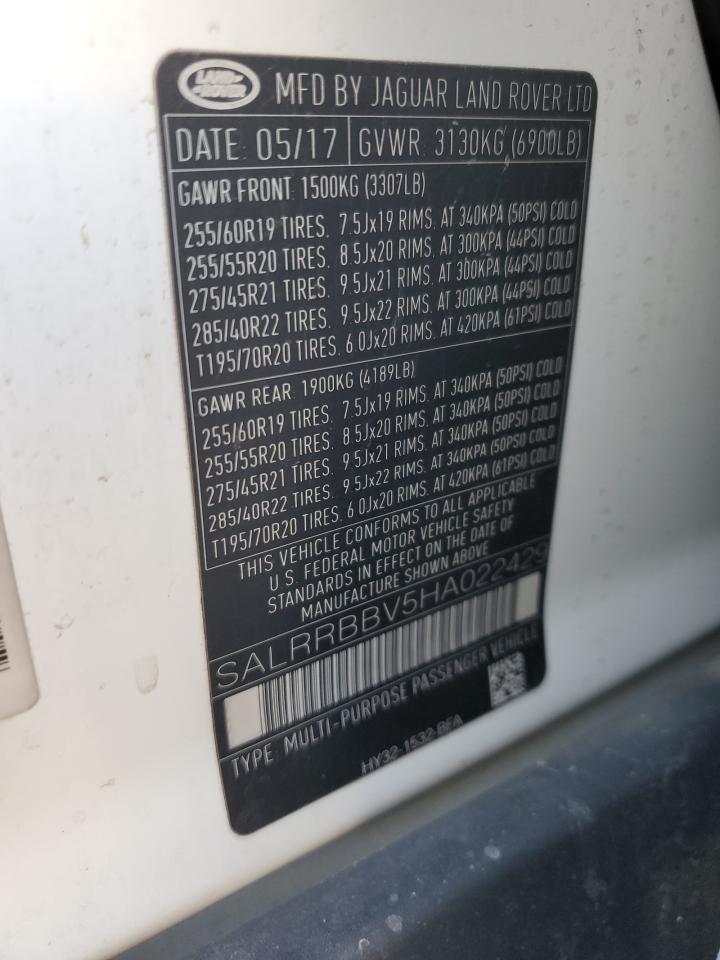 LAND-
-ROVER
MFD BY JAGUAR LAND ROVER LTD
DATE 05/17 GVWR 3130KG (6900LB)
GAWR FRONT 1500KG (3307LB)
255/60R19 TIRES. 7.5Jx19 RIMS. AT 340KPA (50PSI) COLD
255/55R20 TIRES. 8.5Jx20 RIMS. AT 300KPA (44PSI) COLD
275/45R21 TIRES. 9.5Jx21 RIMS. AT 300KPA (44PSI) COLD
285/40R22 TIRES. 9.5Jx22 RIMS. AT 300KPA (44PSI) COLD
T195/70R20 TIRES. 6.0Jx20 RIMS. AT 420KPA (61PSI) COLD
GAWR REAR 1900KG (4189LB)
255/60R19 TIRES. 7.5Jx19 RIMS. AT 340KPA (50PSI) COLD
255/55R20 TIRES. 8.5Jx20 RIMS. AT 340KPA (50PSI) COLD
275/45R21 TIRES. 9.5Jx21 RIMS. AT 340KPA (50PSI) COLD
285/40R22 TIRES. 9.5Jx22 RIMS. AT 340KPA (50PSI) COLD
T195/70R20 TIRES. 6.0Jx20 RIMS. AT 420KPA (61PSI) COLD
THIS VEHICLE CONFORMS TO ALL APPLICABLE
U.S. FEDERAL MOTOR VEHICLE SAFETY
STANDARDS IN EFFECT ON THE DATE OF
MANUFACTURE SHOWN ABOVE
SALRRBBV5HA022429
TYPE: MULTI-PURPOSE PASSENGER VEHICLE
HY32-1532-BFA